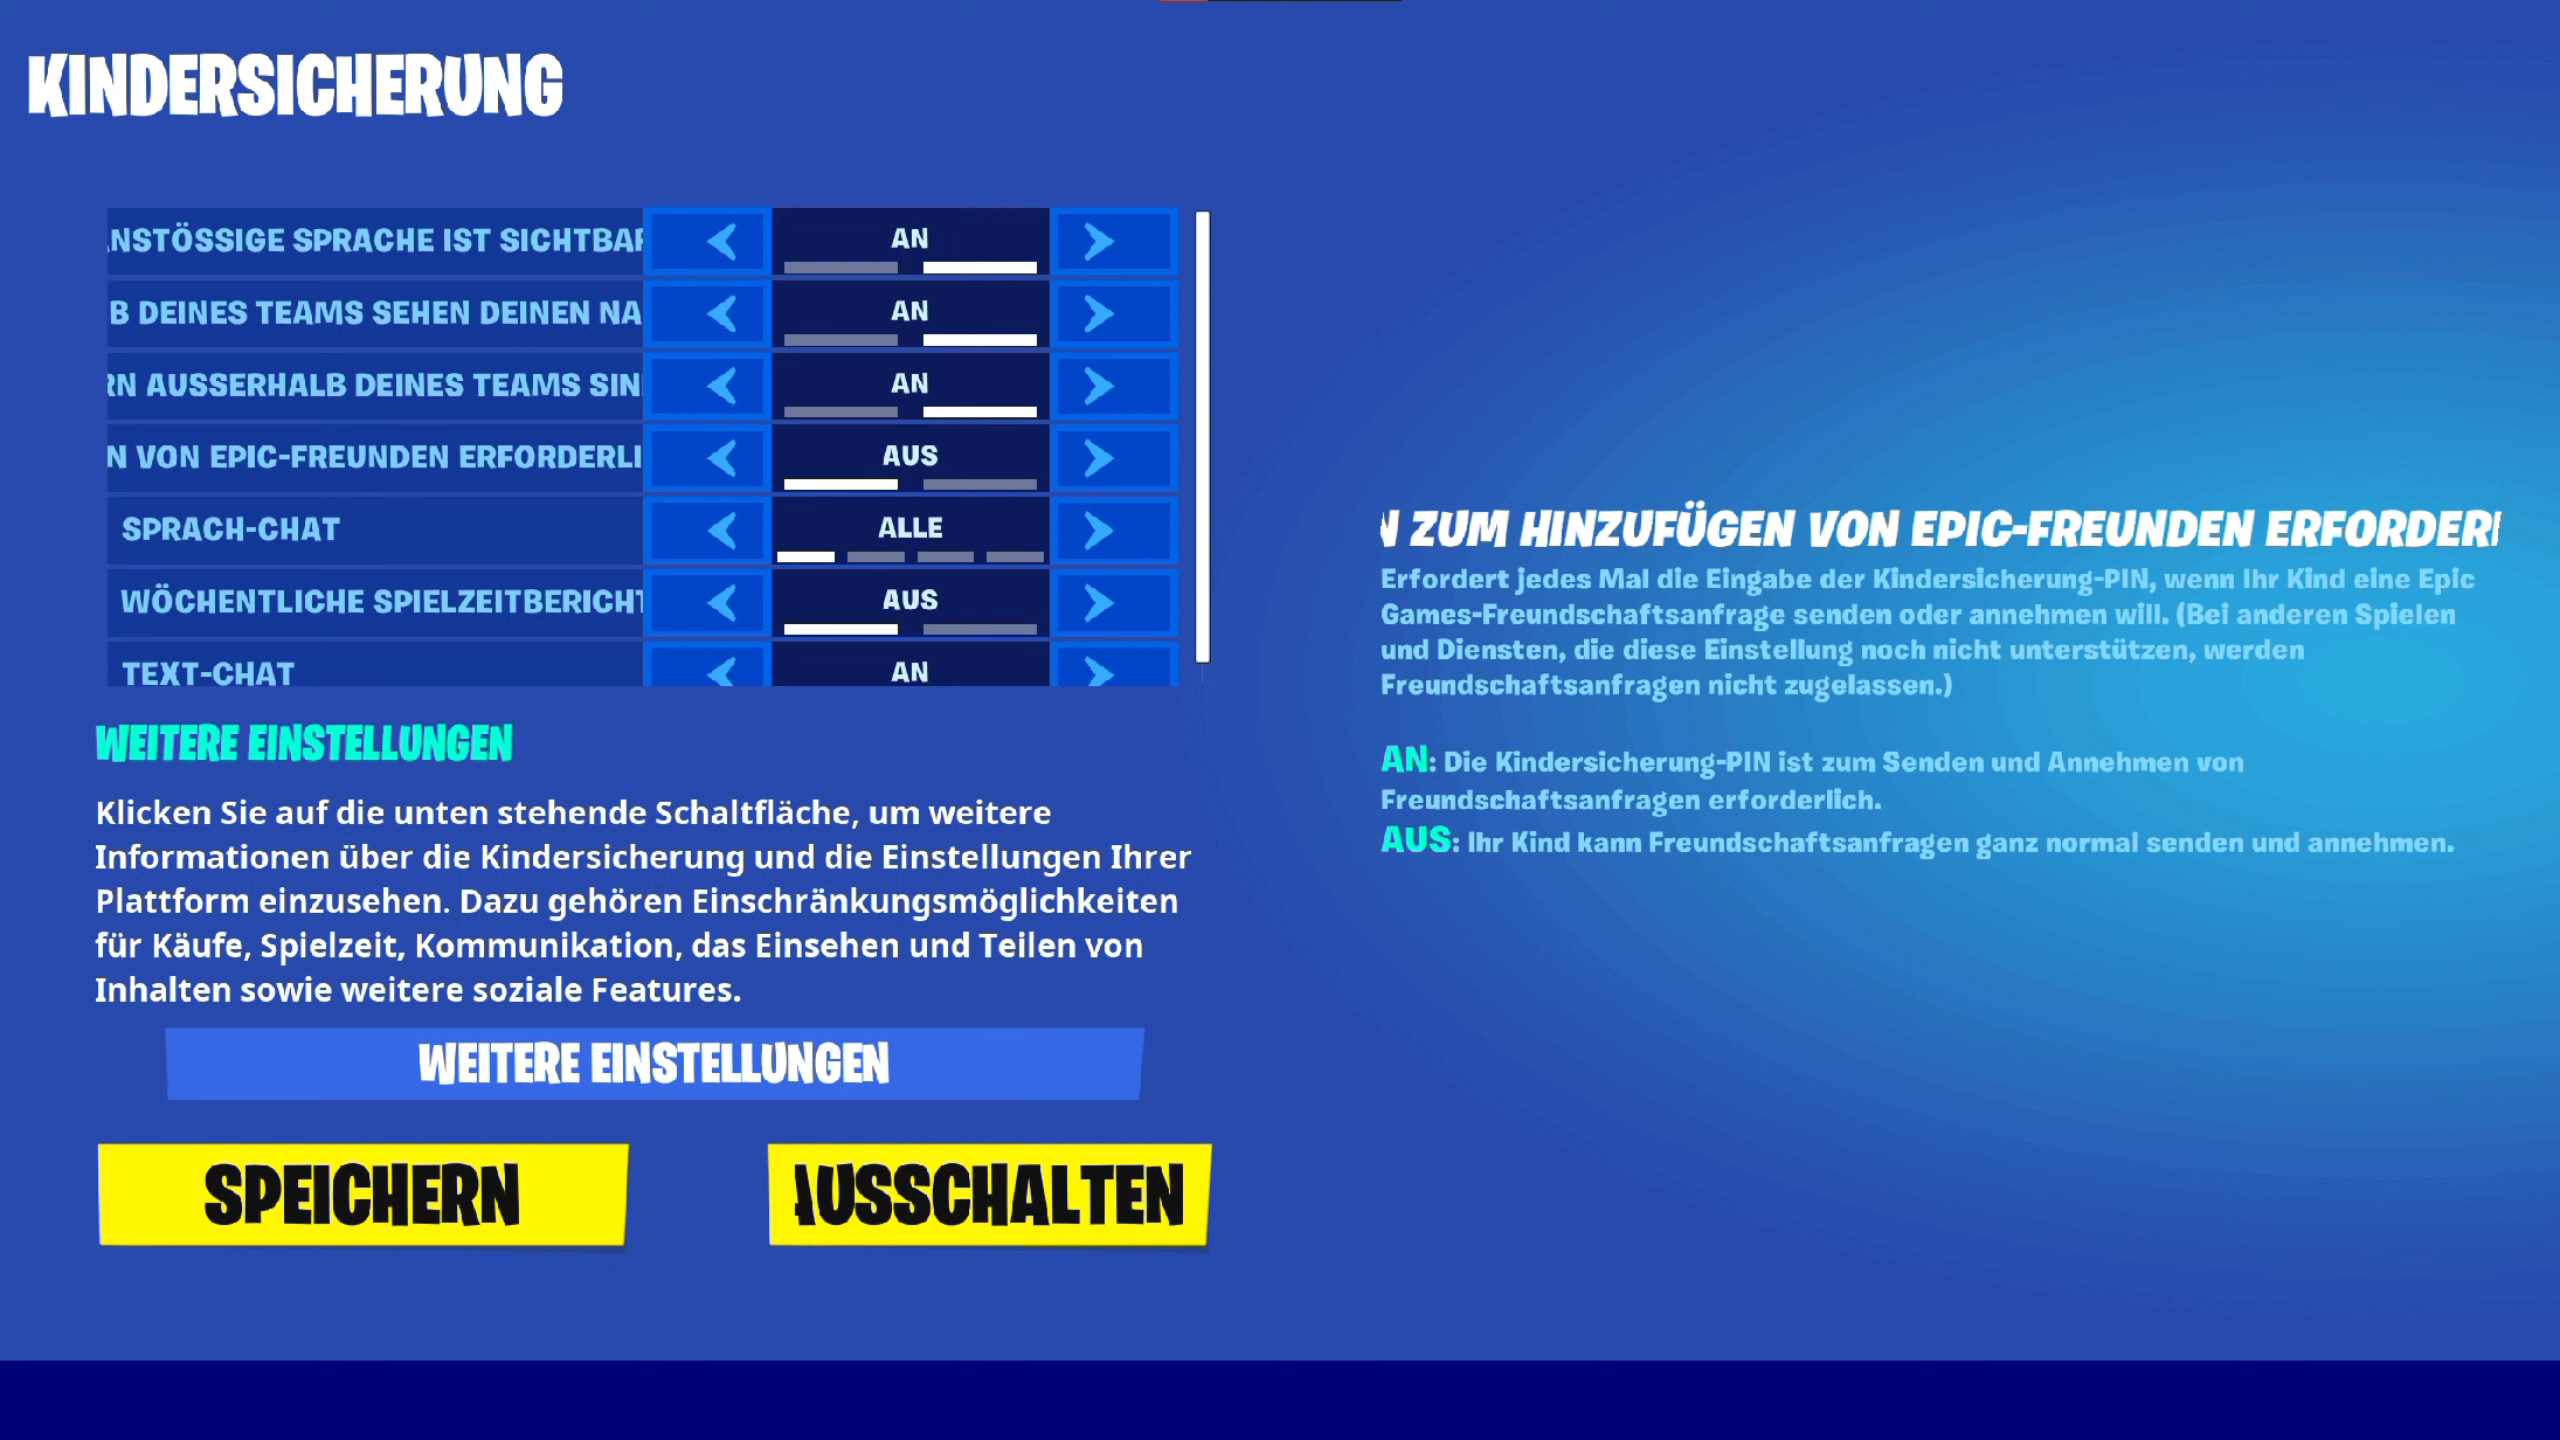 KINDERSICHERUNG
NSTÖSSIGE SPRACHE IST SICHTBAR
AN
B DEINES TEAMS SEHEN DEINEN NA
AN
RN AUSSERHALB DEINES TEAMS SIN
AN
N VON EPIC-FREUNDEN ERFORDERLI
AUS
SPRACH-CHAT
ALLE
WÖCHENTLICHE SPIELZEITBERICHT
AUS
TEXT-CHAT
AN
WEITERE EINSTELLUNGEN
Klicken Sie auf die unten stehende Schaltfläche, um weitere
Informationen über die Kindersicherung und die Einstellungen Ihrer
Plattform einzusehen. Dazu gehören Einschränkungsmöglichkeiten
für Käufe, Spielzeit, Kommunikation, das Einsehen und Teilen von
Inhalten sowie weitere soziale Features.
WEITERE EINSTELLUNGEN
SPEICHERN
AUSSCHALTEN
N ZUM HINZUFÜGEN VON EPIC-FREUNDEN ERFORDERL
Erfordert jedes Mal die Eingabe der Kindersicherung-PIN, wenn Ihr Kind eine Epic
Games-Freundschaftsanfrage senden oder annehmen will. (Bei anderen Spielen
und Diensten, die diese Einstellung noch nicht unterstützen, werden
Freundschaftsanfragen nicht zugelassen.)
AN: Die Kindersicherung-PIN ist zum Senden und Annehmen von
Freundschaftsanfragen erforderlich.
AUS: Ihr Kind kann Freundschaftsanfragen ganz normal senden und annehmen.